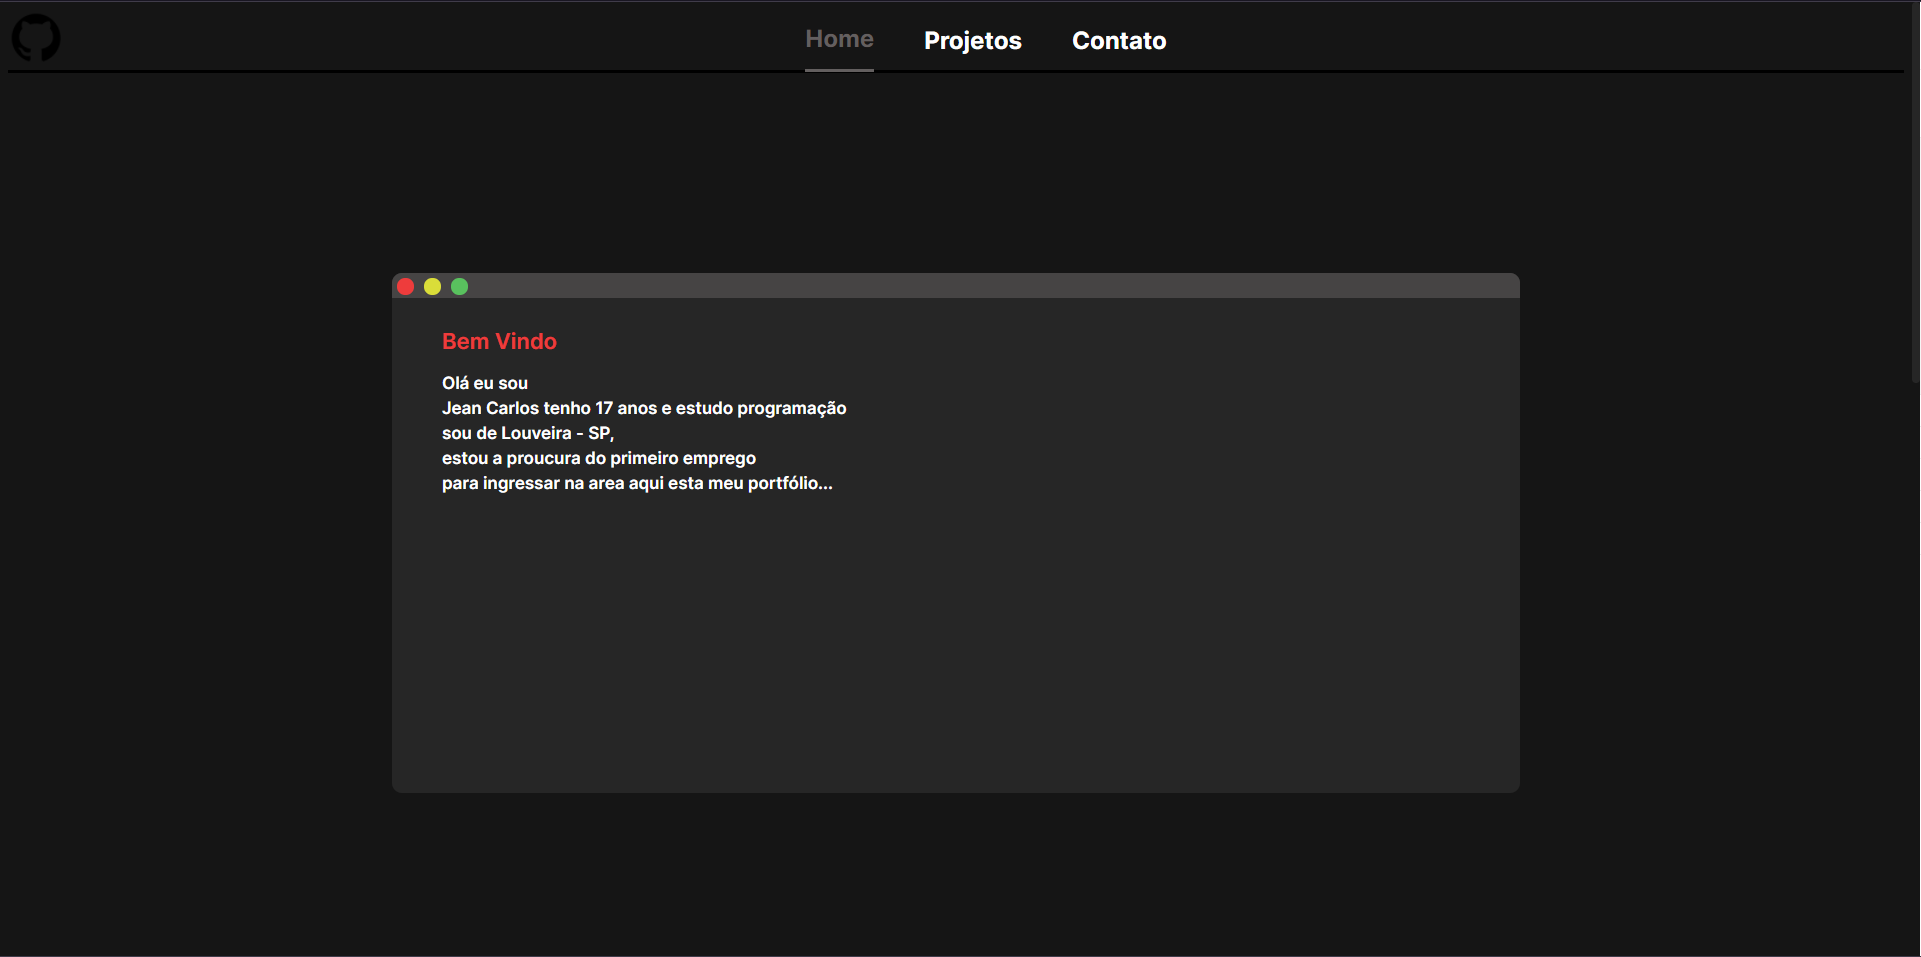 Home Projetos Contato
Bem Vindo
Olá eu sou
Jean Carlos tenho 17 anos e estudo programação
sou de Louveira - SP,
estou a proucura do primeiro emprego
para ingressar na area aqui esta meu portfólio...